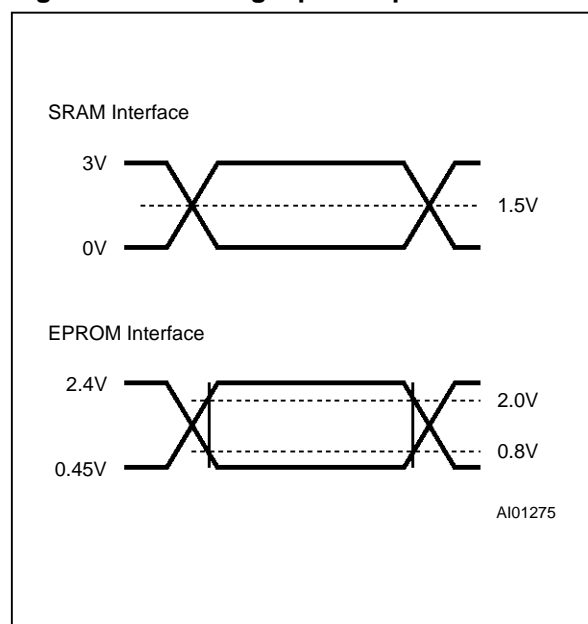 SRAM Interface
3V
1.5V
0V
EPROM Interface
2.4V
2.0V
0.8V
0.45V
AI01275